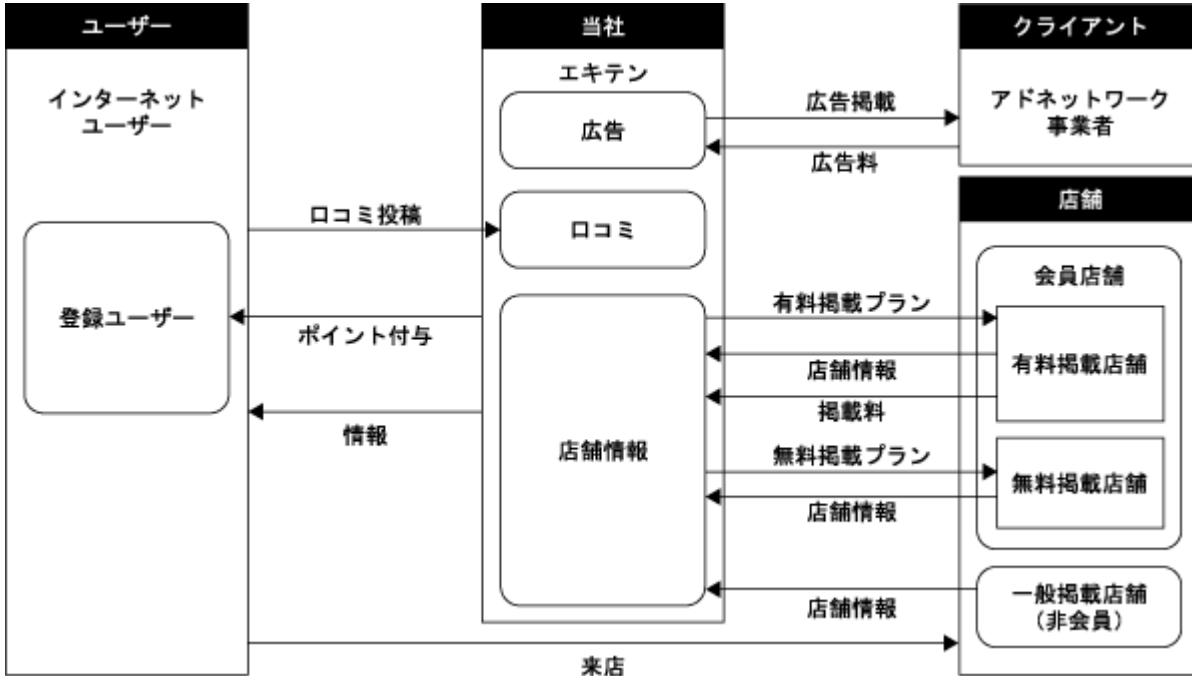 ユーザー
インターネット
ユーザー
登録ユーザー
口コミ投稿
ポイント付与
情報
当社
エキテン
広告
口コミ
店舗情報
広告掲載
広告料
有料掲載プラン
店舗情報
掲載料
無料掲載プラン
店舗情報
店舗情報
来店
クライアント
アドネットワーク
事業者
店舗
会員店舗
有料掲載店舗
無料掲載店舗
一般掲載店舗
(非会員)